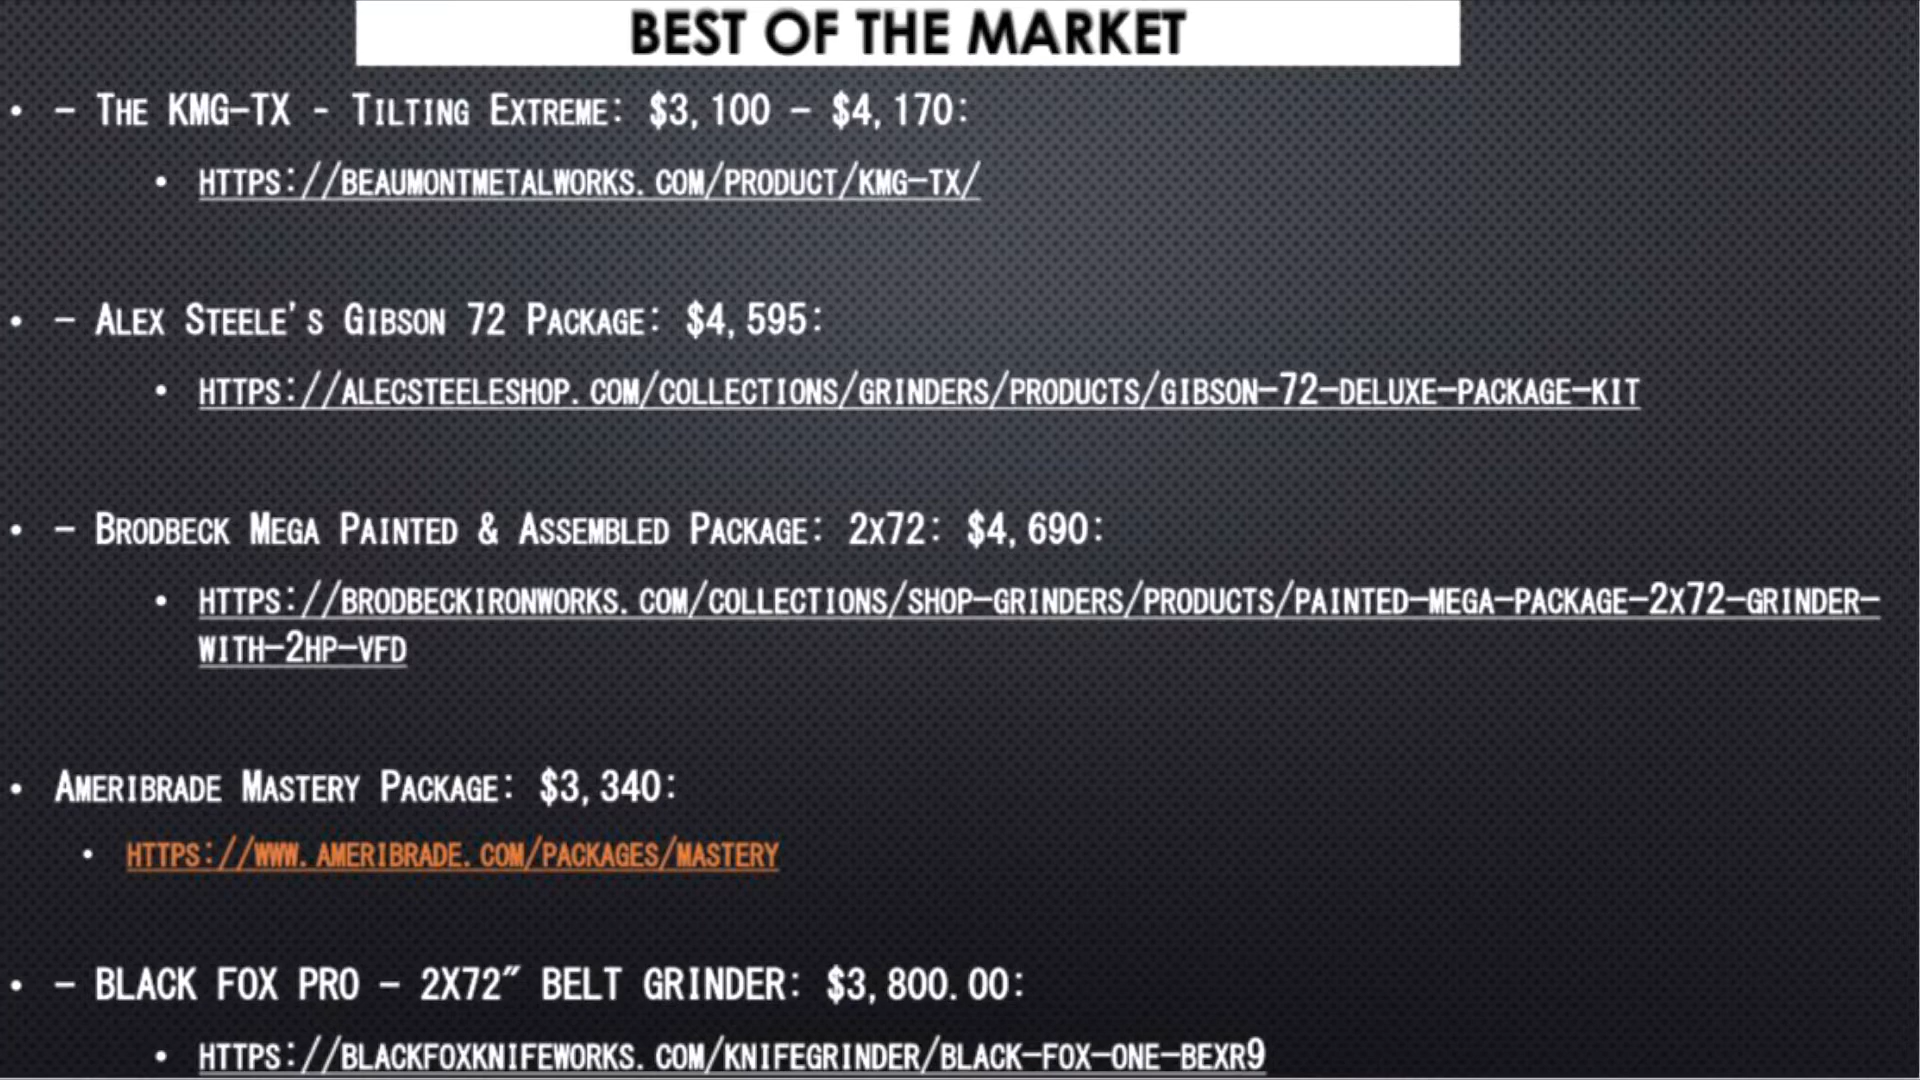 BEST OF THE MARKET
• – THE KMG-TX - TILTING EXTREME: $3,100 – $4,170:
• HTTPS://BEAUMONTMETALWORKS.COM/PRODUCT/KMG-TX/
• – ALEX STEELE'S GIBSON 72 PACKAGE: $4,595:
• HTTPS://ALECSTEELESHOP.COM/COLLECTIONS/GRINDERS/PRODUCTS/GIBSON-72-DELUXE-PACKAGE-KIT
• – BRODBECK MEGA PAINTED & ASSEMBLED PACKAGE: 2X72: $4,690:
• HTTPS://BRODBECKIRONWORKS.COM/COLLECTIONS/SHOP-GRINDERS/PRODUCTS/PAINTED-MEGA-PACKAGE-2X72-GRINDER-
WITH-2HP-VFD
• AMERIBRADE MASTERY PACKAGE: $3,340:
• HTTPS://WWW.AMERIBRADE.COM/PACKAGES/MASTERY
• – BLACK FOX PRO – 2X72″ BELT GRINDER: $3,800.00:
• HTTPS://BLACKFOXKNIFEWORKS.COM/KNIFEGRINDER/BLACK-FOX-ONE-BEXR9